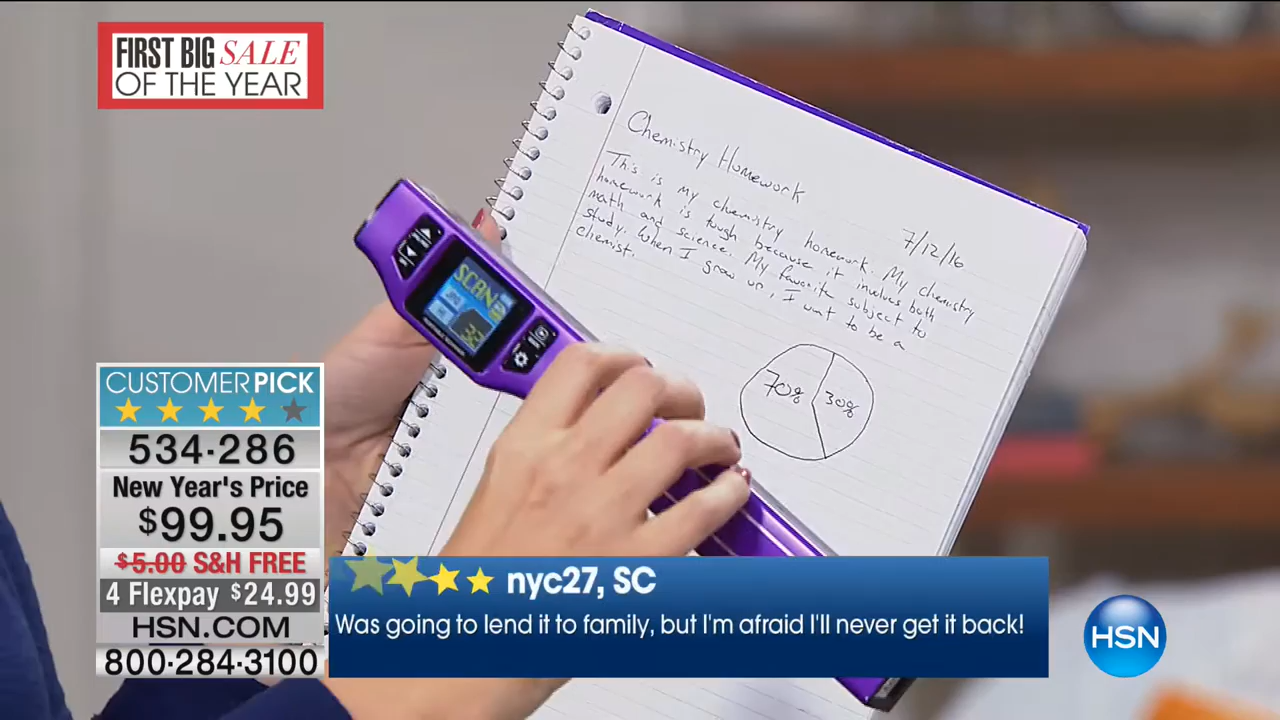 FIRST BIG SALE
OF THE YEAR
Chemistry Homework
7/12/16
This is my chemistry homework. My chemistry
homework is tough because it involves both
math and science. My favorite subject to
study. When I grow up, I want to be a
chemist.
70%
30%
SCAN
CUSTOMER PICK
534-286
New Year's Price
$99.95
$5.00 S&H FREE
4 Flexpay $24.99
HSN.COM
800-284-3100
nyc27, SC
Was going to lend it to family, but I'm afraid I'll never get it back!
HSN